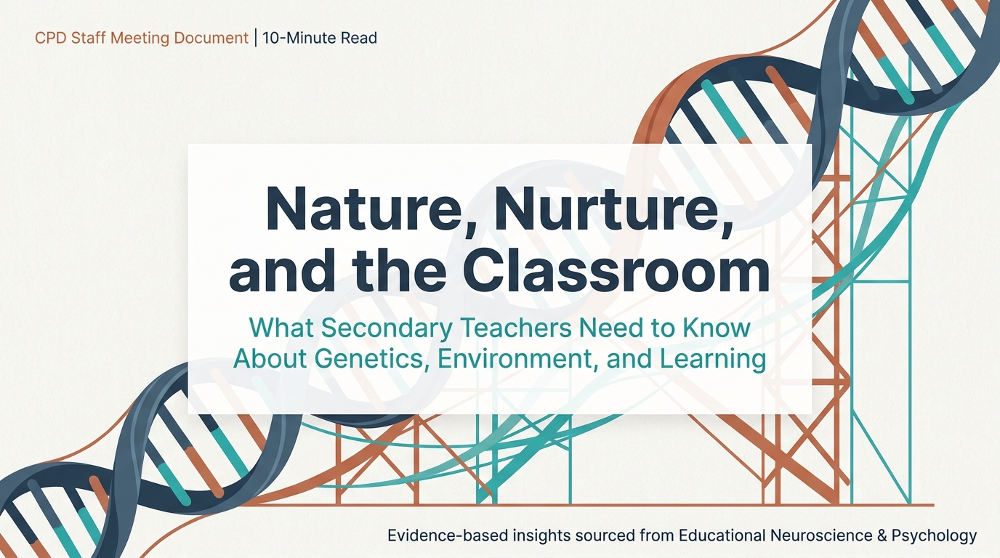 CPD Staff Meeting Document | 10-Minute Read
Nature, Nurture,
and the Classroom
What Secondary Teachers Need to Know
About Genetics, Environment, and Learning
Evidence-based insights sourced from Educational Neuroscience & Psychology